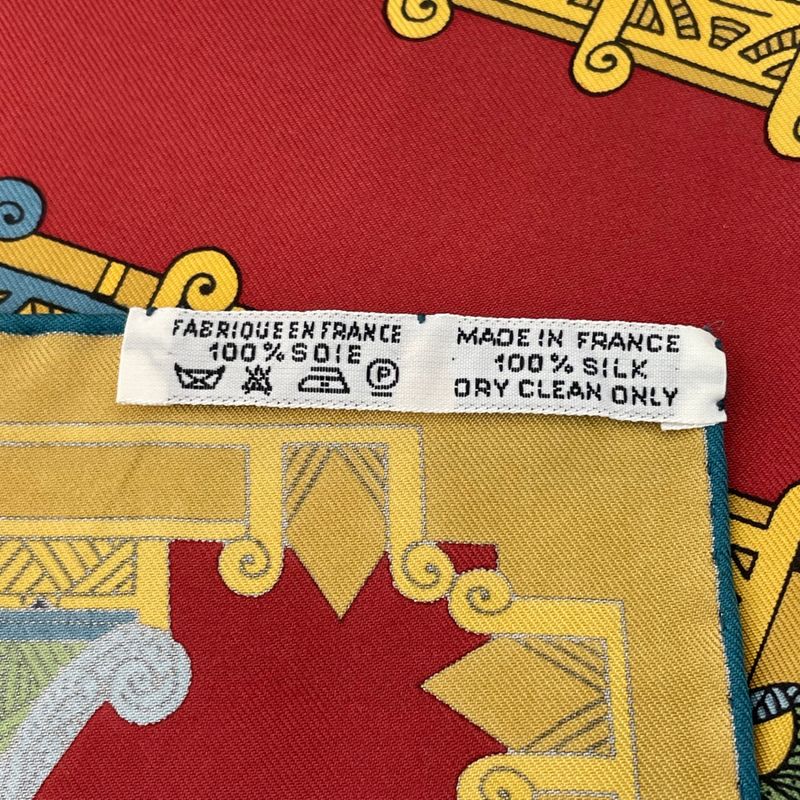 FABRIQUE EN FRANCE
100% SOIE
P
MADE IN FRANCE
100% SILK
DRY CLEAN ONLY